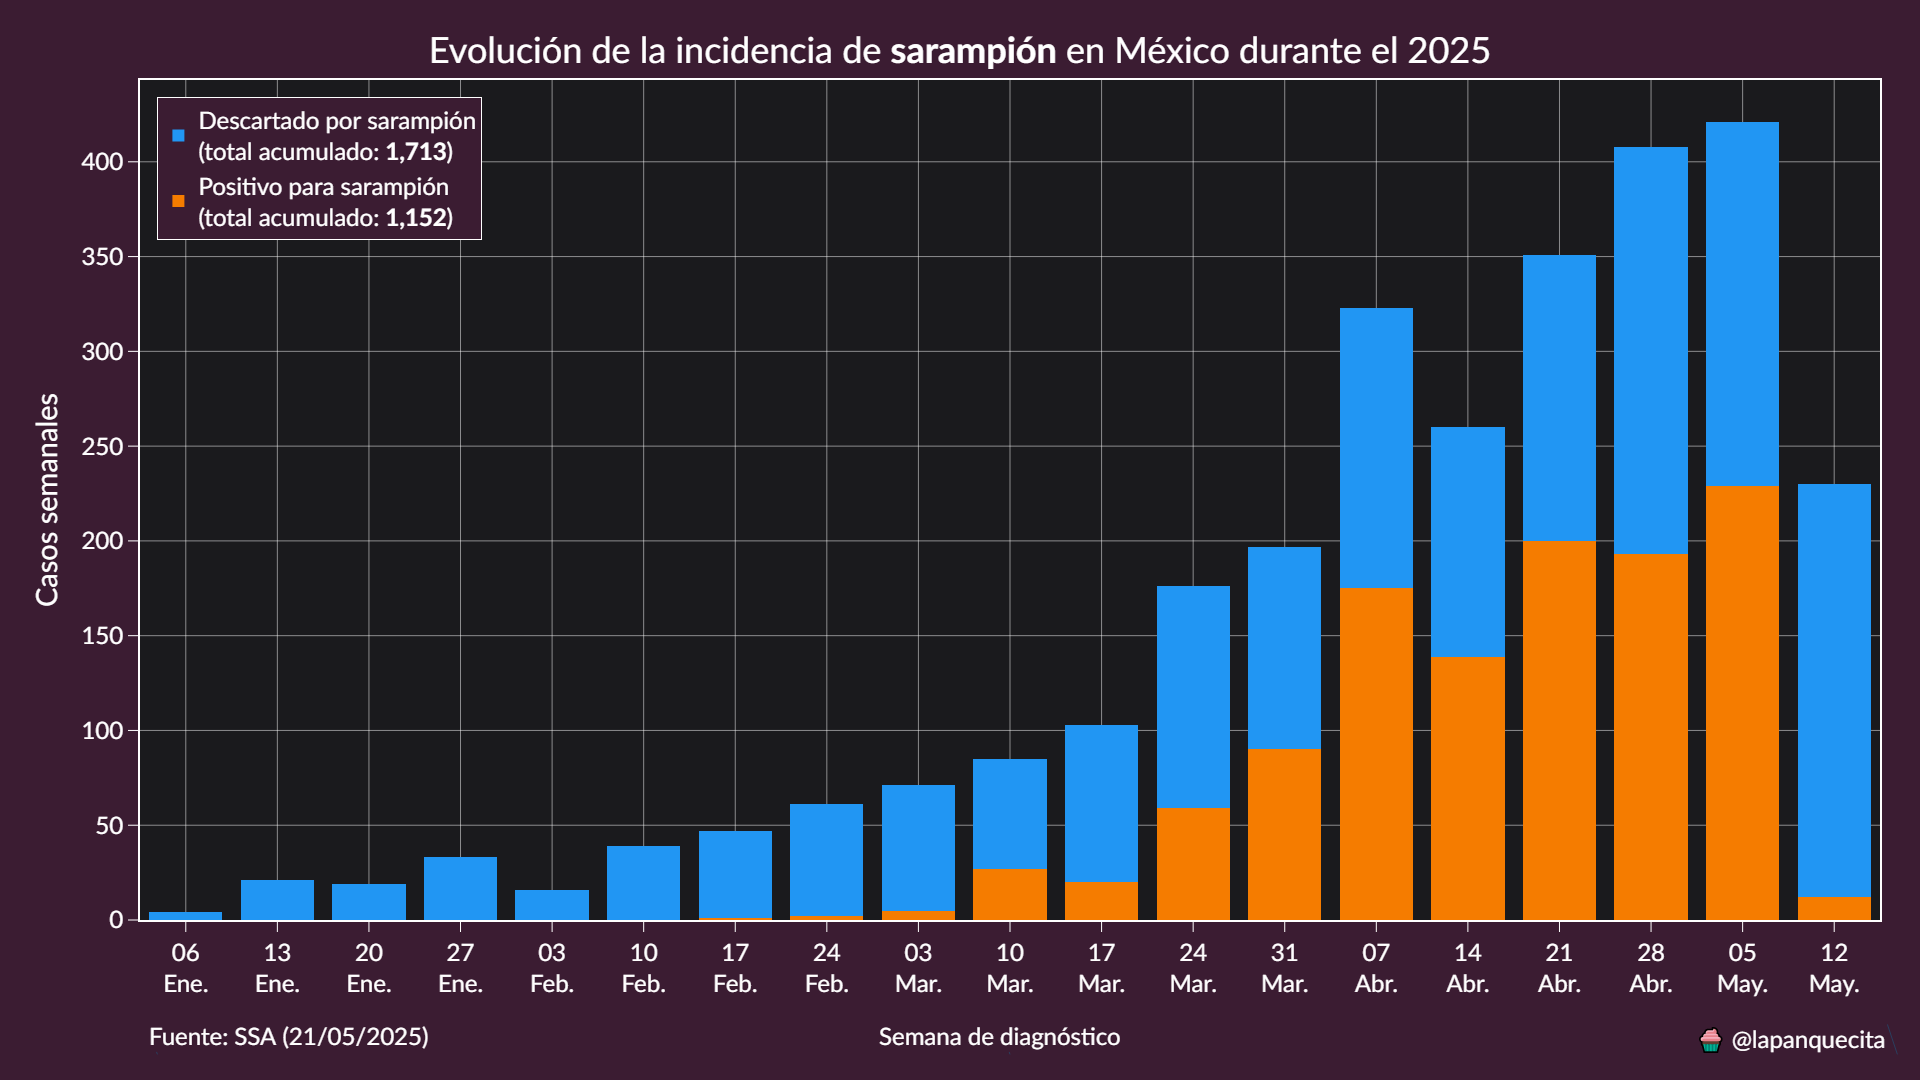 Evolución de la incidencia de sarampión en México durante el 2025
Descartado por sarampión
(total acumulado: 1,713)
Positivo para sarampión
(total acumulado: 1,152)
Casos semanales
400
350
300
250
200
150
100
50
0
06 13 20 27 03 10 17 24 03 10 17 24 31 07 14 21 28 05 12
Ene. Ene. Ene. Ene. Feb. Feb. Feb. Feb. Mar. Mar. Mar. Mar. Mar. Abr. Abr. Abr. Abr. May. May.
Fuente: SSA (21/05/2025) Semana de diagnóstico @lapanquecita